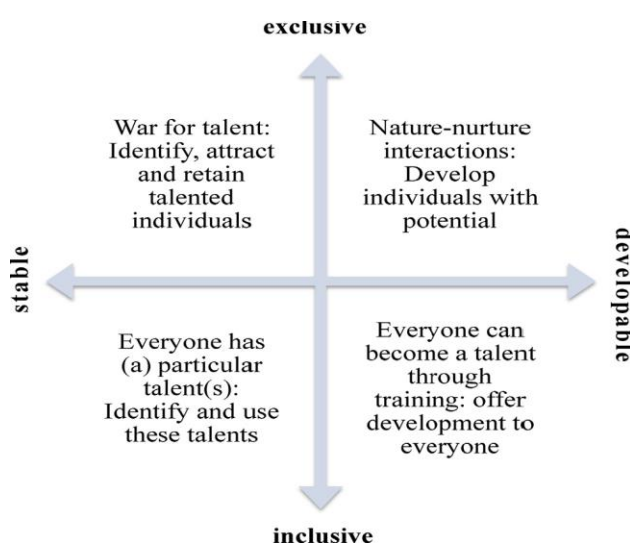 exclusive
War for talent:
Identify, attract
and retain
talented
individuals
Nature-nurture
interactions:
Develop
individuals with
potential
stable
developable
Everyone has
(a) particular
talent(s):
Identify and use
these talents
Everyone can
become a talent
through
training: offer
development to
everyone
inclusive